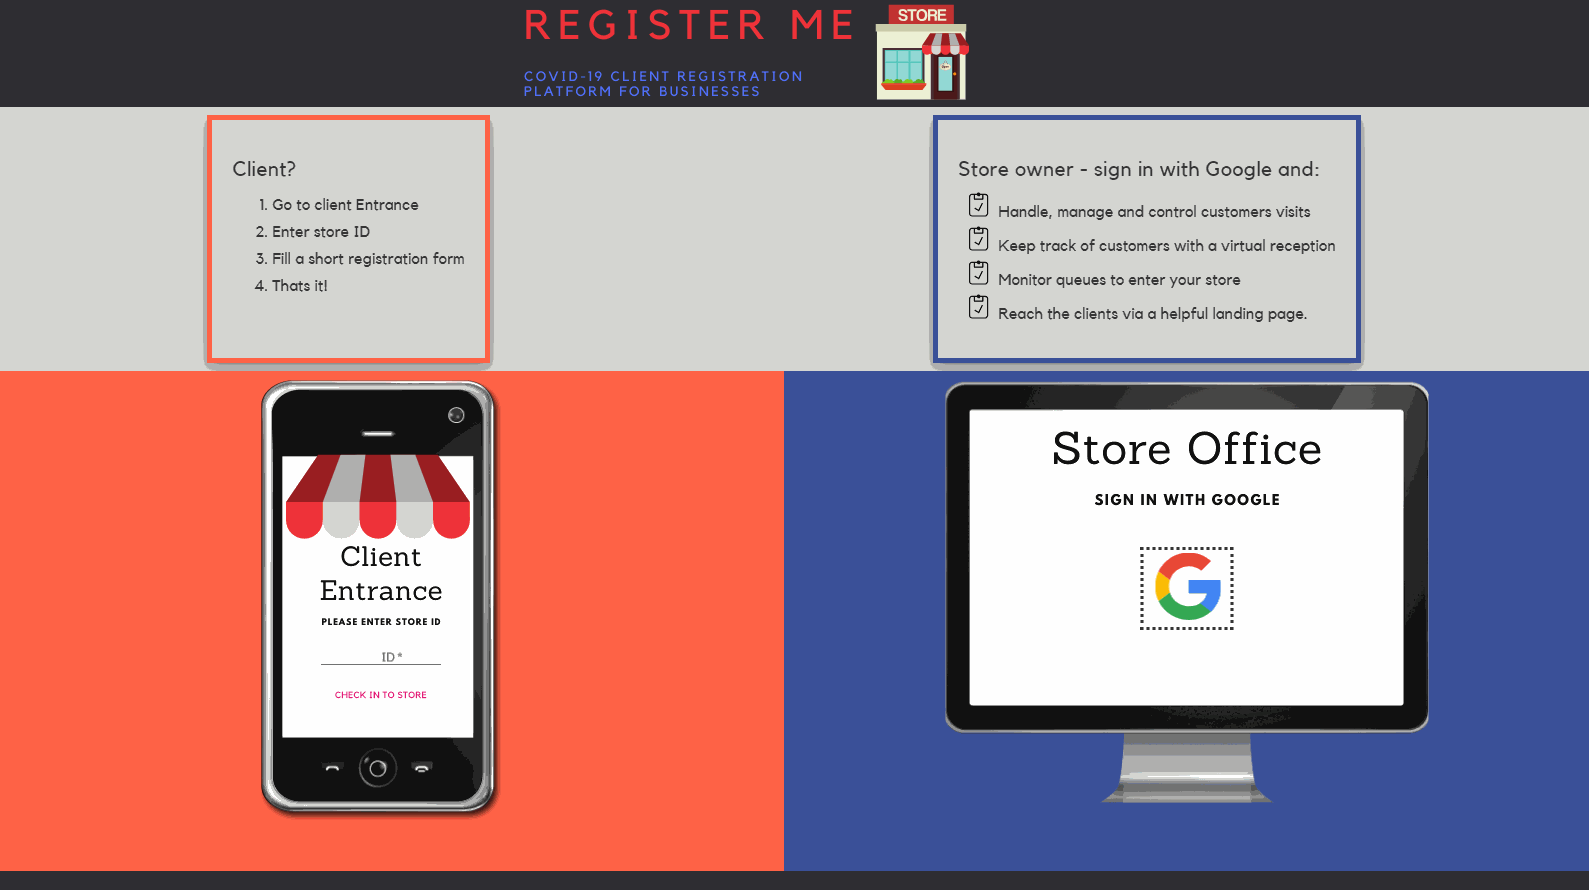 REGISTER ME
STORE
COVID-19 CLIENT REGISTRATION
PLATFORM FOR BUSINESSES
Client?
1. Go to client Entrance
2. Enter store ID
3. Fill a short registration form
4. Thats it!
Store owner - sign in with Google and:
Handle, manage and control customers visits
Keep track of customers with a virtual reception
Monitor queues to enter your store
Reach the clients via a helpful landing page.
Client
Entrance
PLEASE ENTER STORE ID
ID *
CHECK IN TO STORE
Store Office
SIGN IN WITH GOOGLE